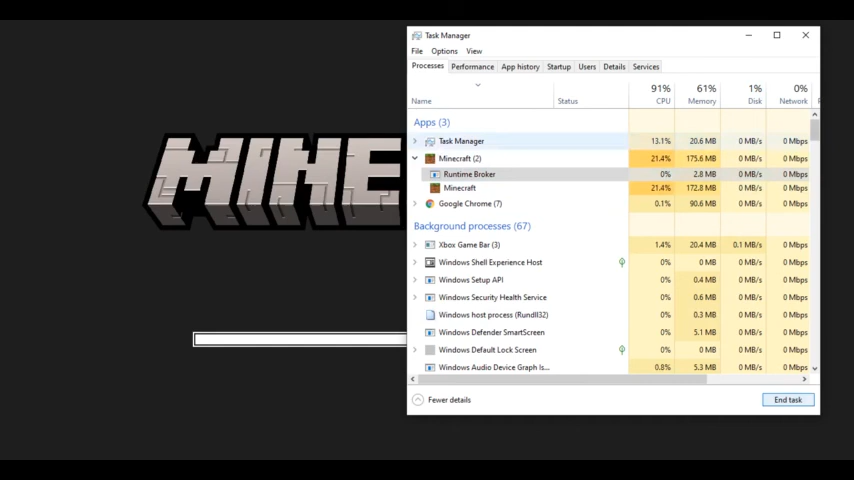 MINE
Task Manager
File Options View
Processes Performance App history Startup Users Details Services
91% 61% 1% 0%
Name Status CPU Memory Disk Network
Apps (3)
Task Manager 13.1% 20.6 MB 0 MB/s 0 Mbps
Minecraft (2) 21.4% 175.6 MB 0 MB/s 0 Mbps
Runtime Broker 0% 2.8 MB 0 MB/s 0 Mbps
Minecraft 21.4% 172.8 MB 0 MB/s 0 Mbps
Google Chrome (7) 0.1% 90.6 MB 0 MB/s 0 Mbps
Background processes (67)
Xbox Game Bar (3) 1.4% 20.4 MB 0.1 MB/s 0 Mbps
Windows Shell Experience Host 0% 0 MB 0 MB/s 0 Mbps
Windows Setup API 0% 0.4 MB 0 MB/s 0 Mbps
Windows Security Health Service 0% 0.6 MB 0 MB/s 0 Mbps
Windows host process (Rundll32) 0% 0.3 MB 0 MB/s 0 Mbps
Windows Defender SmartScreen 0% 5.1 MB 0 MB/s 0 Mbps
Windows Default Lock Screen 0% 0 MB 0 MB/s 0 Mbps
Windows Audio Device Graph Is... 0.8% 5.3 MB 0 MB/s 0 Mbps
Fewer details End task